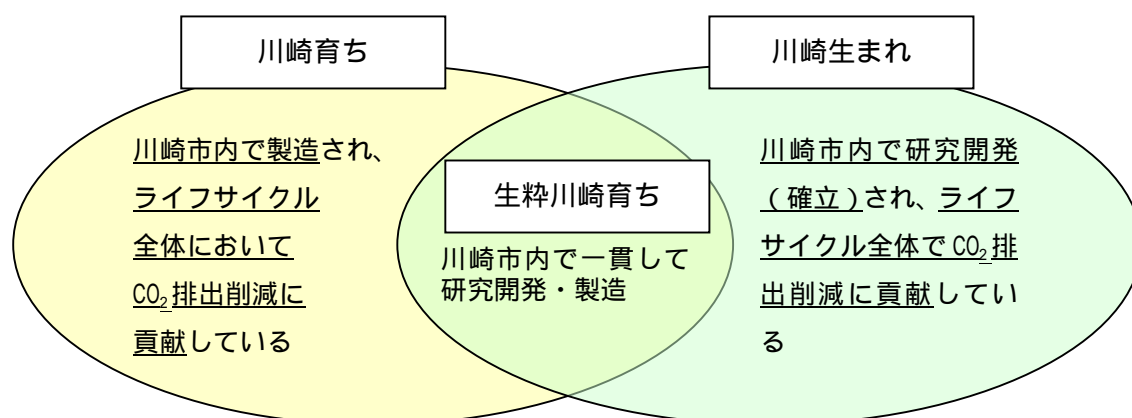 川崎育ち
川崎生まれ
川崎市内で製造され、
ライフサイクル
全体において
CO₂排出削減に
貢献している
生粋川崎育ち
川崎市内で一貫して
研究開発・製造
川崎市内で研究開発
（確立）され、ライフ
サイクル全体でCO₂排
出削減に貢献してい
る